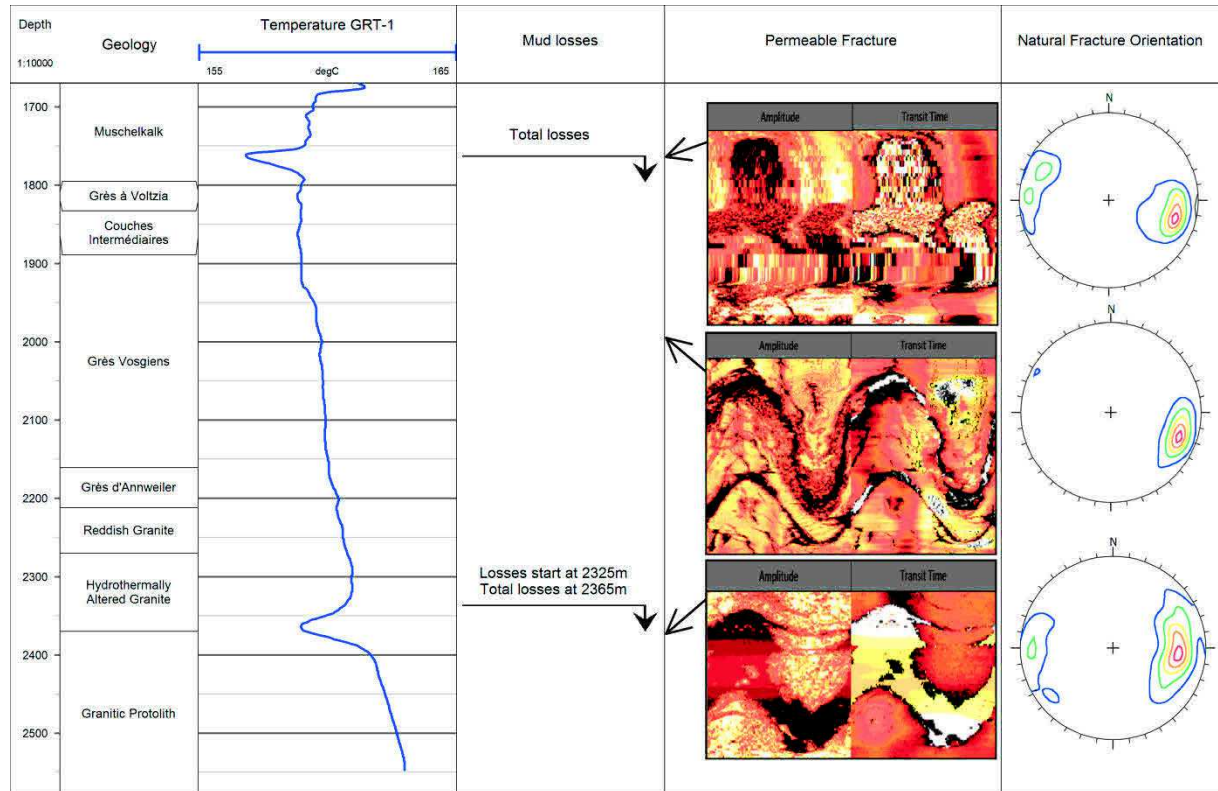 Depth
1:10000
Geology
Temperature GRT-1
155 degC 165
Mud losses
Permeable Fracture
Natural Fracture Orientation
1700
1800
1900
2000
2100
2200
2300
2400
2500
Muschelkalk
Grès à Voltzia
Couches
Intermédiaires
Grès Vosgiens
Grès d'Annweiler
Reddish Granite
Hydrothermally
Altered Granite
Granitic Protolith
Total losses
Losses start at 2325m
Total losses at 2365m
Amplitude Transit Time
Amplitude Transit Time
Amplitude Transit Time
N
N
N